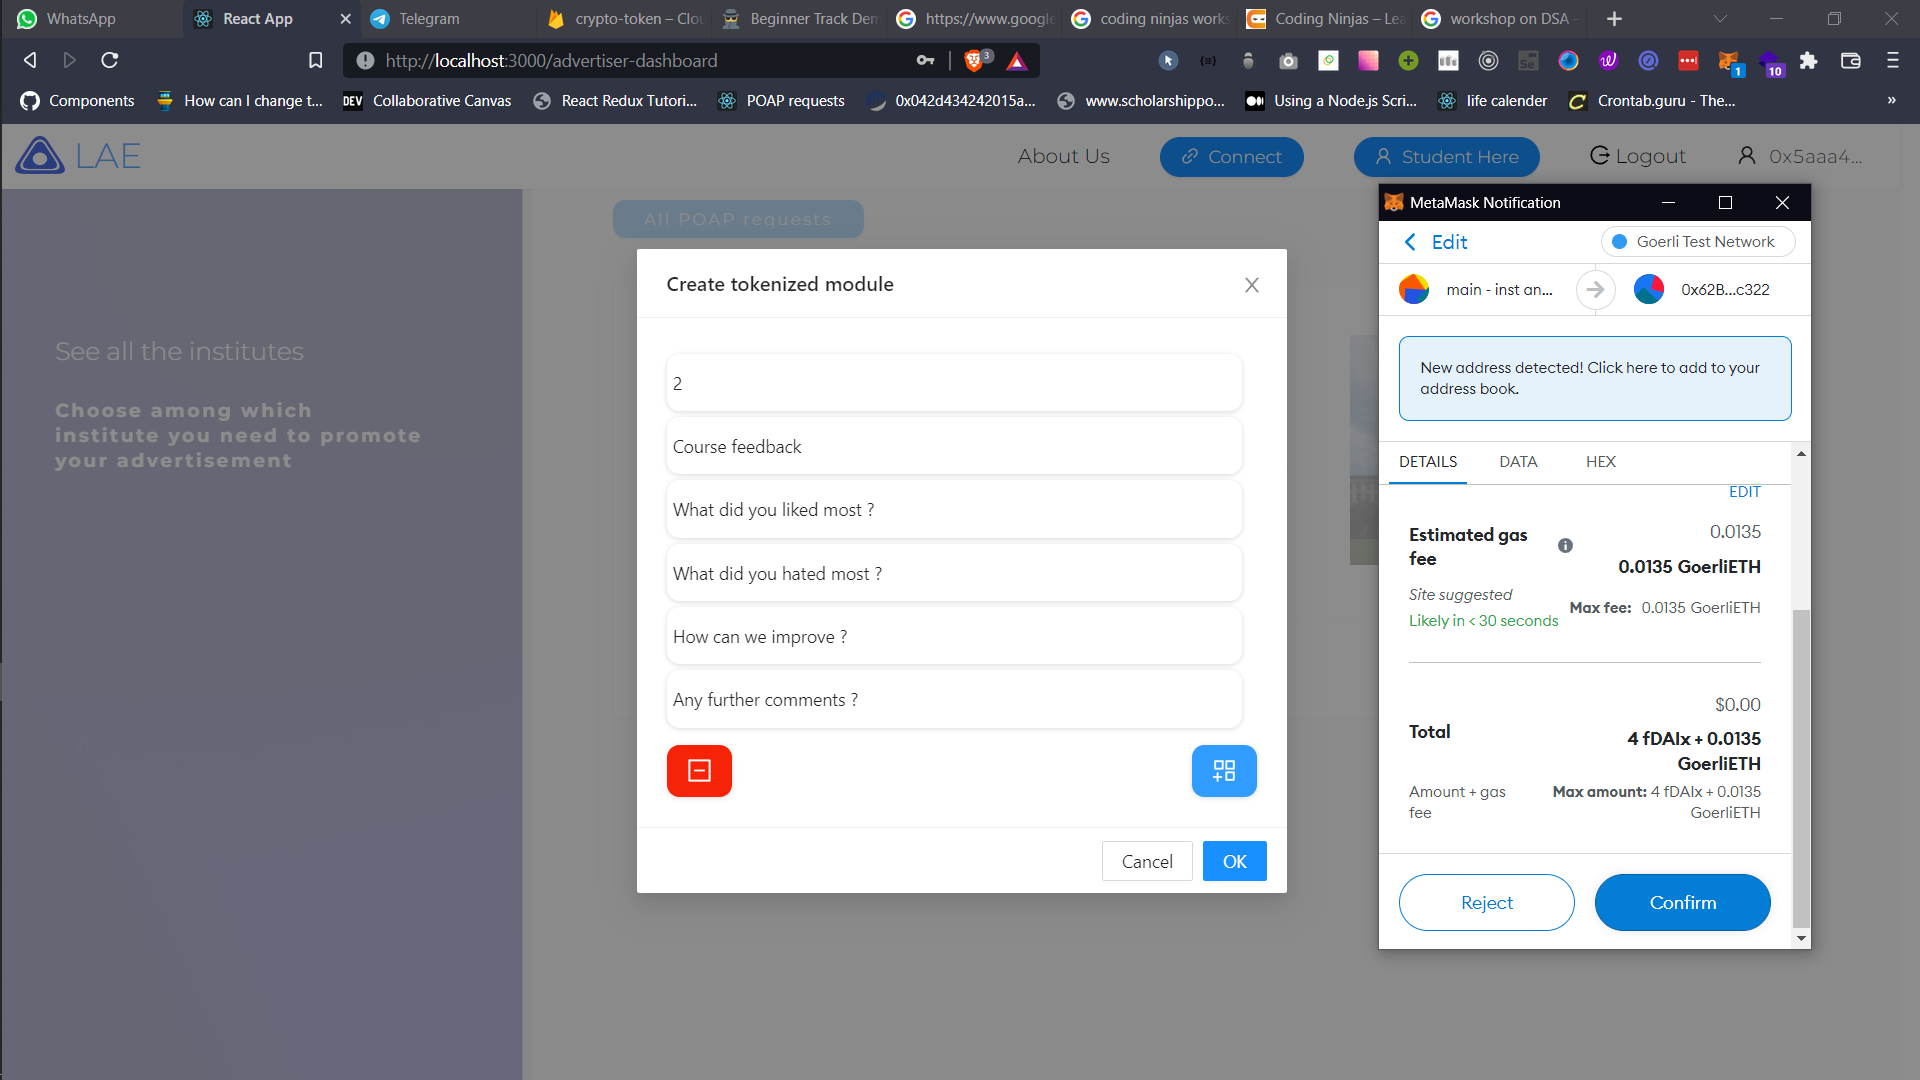 WhatsApp
React App
Telegram
crypto-token – Clou
Beginner Track Dem
https://www.google
coding ninjas works
Coding Ninjas – Lea
workshop on DSA -
http://localhost:3000/advertiser-dashboard
3
1
10
Components
How can I change t...
DEV Collaborative Canvas
React Redux Tutori...
POAP requests
0x042d434242015a...
www.scholarshippo...
Using a Node.js Scri...
life calender
Crontab.guru - The...
»
LAE
About Us
Connect
Student Here
Logout
0x5aaa4...
All POAP requests
See all the institutes
Choose among which
institute you need to promote
your advertisement
Create tokenized module
2
Course feedback
What did you liked most ?
What did you hated most ?
How can we improve ?
Any further comments ?
Cancel
OK
MetaMask Notification
Edit
Goerli Test Network
main - inst an...
0x62B...c322
New address detected! Click here to add to your
address book.
DETAILS
DATA
HEX
EDIT
Estimated gas
fee
0.0135
0.0135 GoerliETH
Site suggested
Likely in < 30 seconds
Max fee: 0.0135 GoerliETH
$0.00
Total
4 fDAIx + 0.0135
GoerliETH
Amount + gas
fee
Max amount: 4 fDAIx + 0.0135
GoerliETH
Reject
Confirm